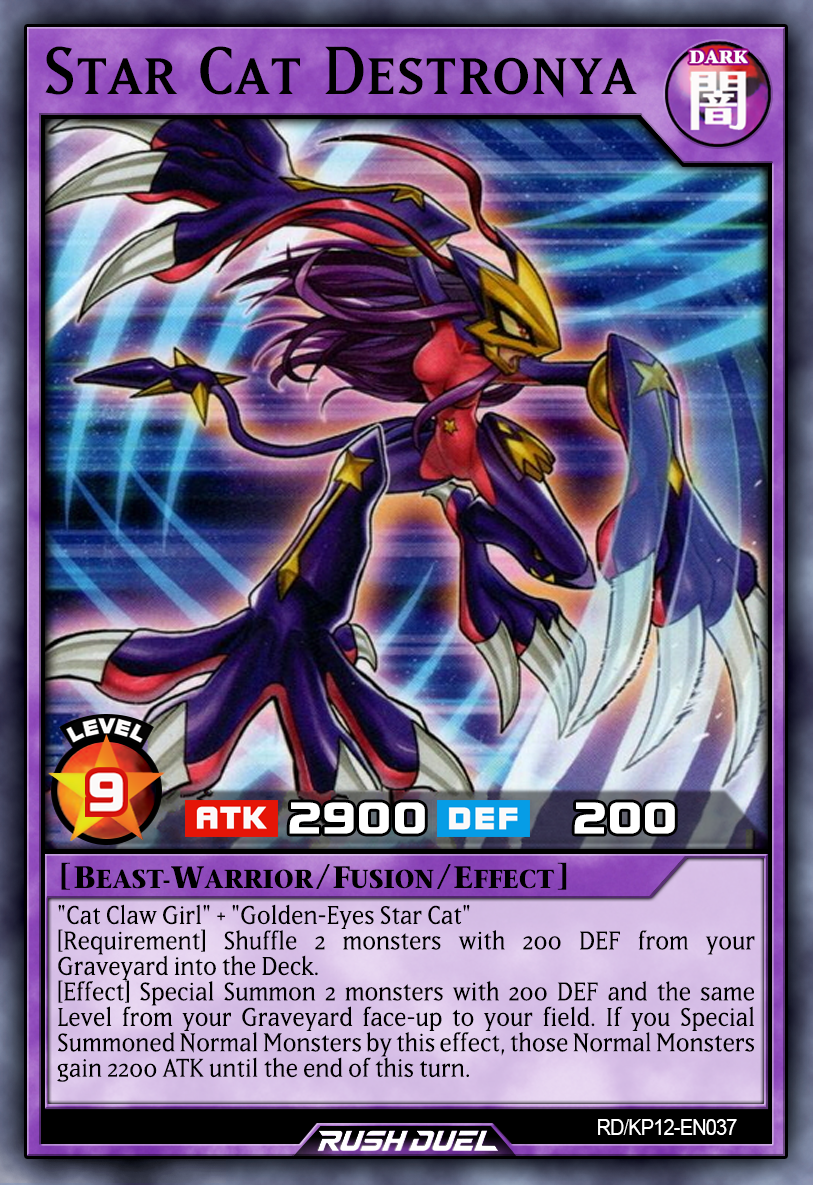 STAR CAT DESTRONYA
DARK
闇
LEVEL
9
ATK 2900 DEF 200
[BEAST-WARRIOR/FUSION/EFFECT]
"Cat Claw Girl" + "Golden-Eyes Star Cat"
[Requirement] Shuffle 2 monsters with 200 DEF from your
Graveyard into the Deck.
[Effect] Special Summon 2 monsters with 200 DEF and the same
Level from your Graveyard face-up to your field. If you Special
Summoned Normal Monsters by this effect, those Normal Monsters
gain 2200 ATK until the end of this turn.
RD/KP12-EN037
RUSH DUEL